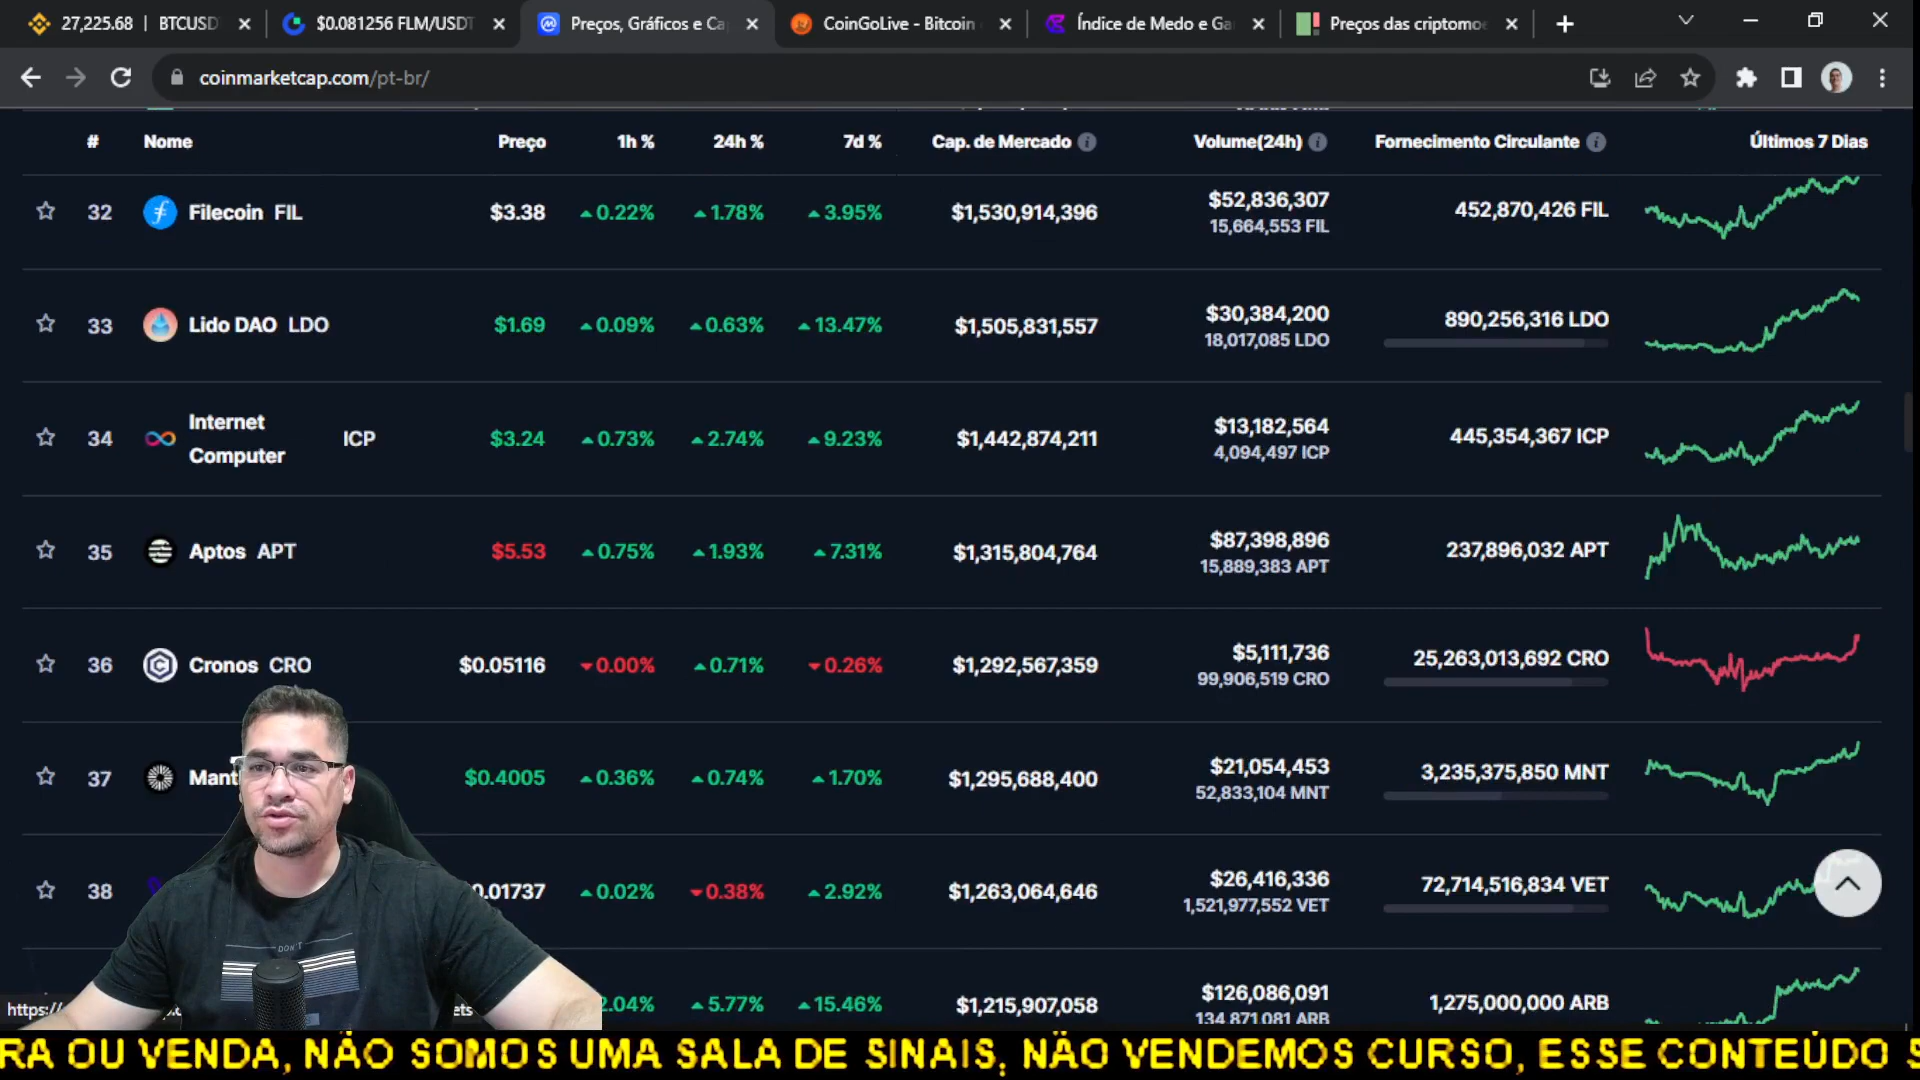 27,225.68 | BTCUSD
$0.081256 FLM/USDT
Preços, Gráficos e Ca
CoinGoLive - Bitcoin
Índice de Medo e Ga
Preços das criptomo
coinmarketcap.com/pt-br/
# Nome Preço 1h % 24h % 7d % Cap. de Mercado Volume(24h) Fornecimento Circulante Últimos 7 Dias
32 Filecoin FIL $3.38 0.22% 1.78% 3.95% $1,530,914,396 $52,836,307 452,870,426 FIL
15,664,553 FIL
33 Lido DAO LDO $1.69 0.09% 0.63% 13.47% $1,505,831,557 $30,384,200 890,256,316 LDO
18,017,085 LDO
34 Internet Computer ICP $3.24 0.73% 2.74% 9.23% $1,442,874,211 $13,182,564 445,354,367 ICP
4,094,497 ICP
35 Aptos APT $5.53 0.75% 1.93% 7.31% $1,315,804,764 $87,398,896 237,896,032 APT
15,889,383 APT
36 Cronos CRO $0.05116 0.00% 0.71% 0.26% $1,292,567,359 $5,111,736 25,263,013,692 CRO
99,906,519 CRO
37 Mant $0.4005 0.36% 0.74% 1.70% $1,295,688,400 $21,054,453 3,235,375,850 MNT
52,833,104 MNT
38 0.01737 0.02% 0.38% 2.92% $1,263,064,646 $26,416,336 72,714,516,834 VET
1,521,977,552 VET
2.04% 5.77% 15.46% $1,215,907,058 $126,086,091 1,275,000,000 ARB
134,871,081 ARB
DON'T
https://
ets
RA OU VENDA, NÃO SOMOS UMA SALA DE SINAIS, NÃO VENDEMOS CURSO, ESSE CONTEÚDO S